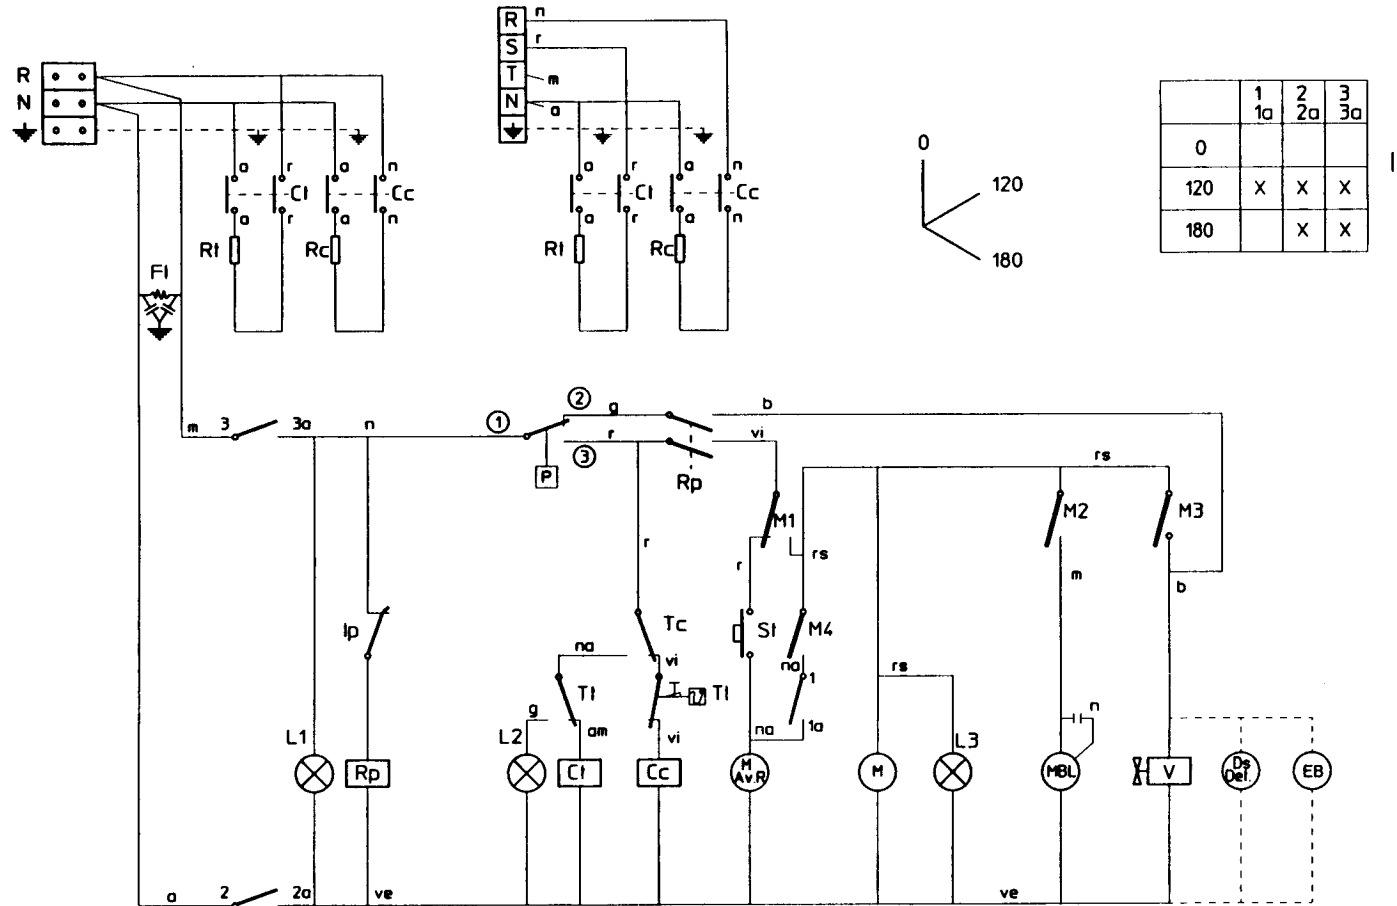 R n
S r
T m
N a
R
N
a r a n
Ct Cc
a r a n
Rt Rc
a r a n
Ct Cc
a r a n
Rt Rc
0
120
180
1 2 3
1a 2a 3a
0
120 X X X
180 X X
Ft
m 3 3a n
1 2 g b
3 r vi
P
Rp
rs
M1 M2 M3
r r rs m b
Ip Tc St M4
na vi na
Tt T Tt 1 rs
g am vi na 1a n
L1 Rp
L2 Ct Cc
M
Av.R
M L3 MBL V
Ds
Def.
EB
a 2 2a ve ve